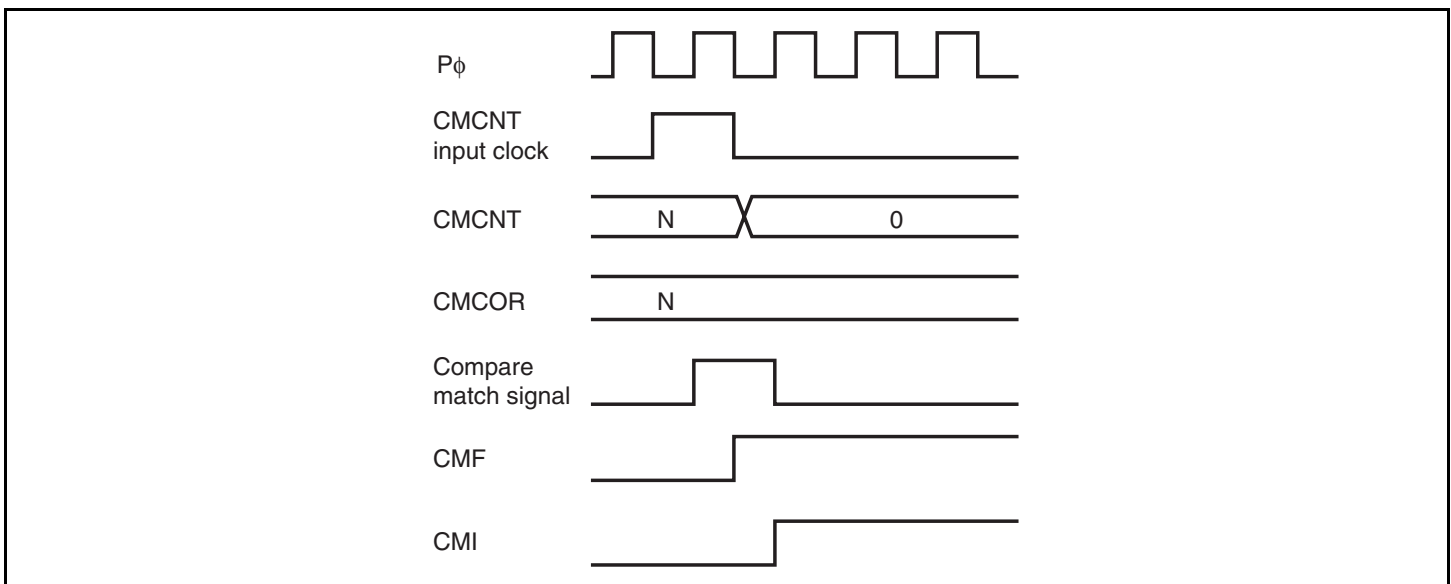 Pϕ
CMCNT
input clock
CMCNT
N
0
CMCOR
N
Compare
match signal
CMF
CMI